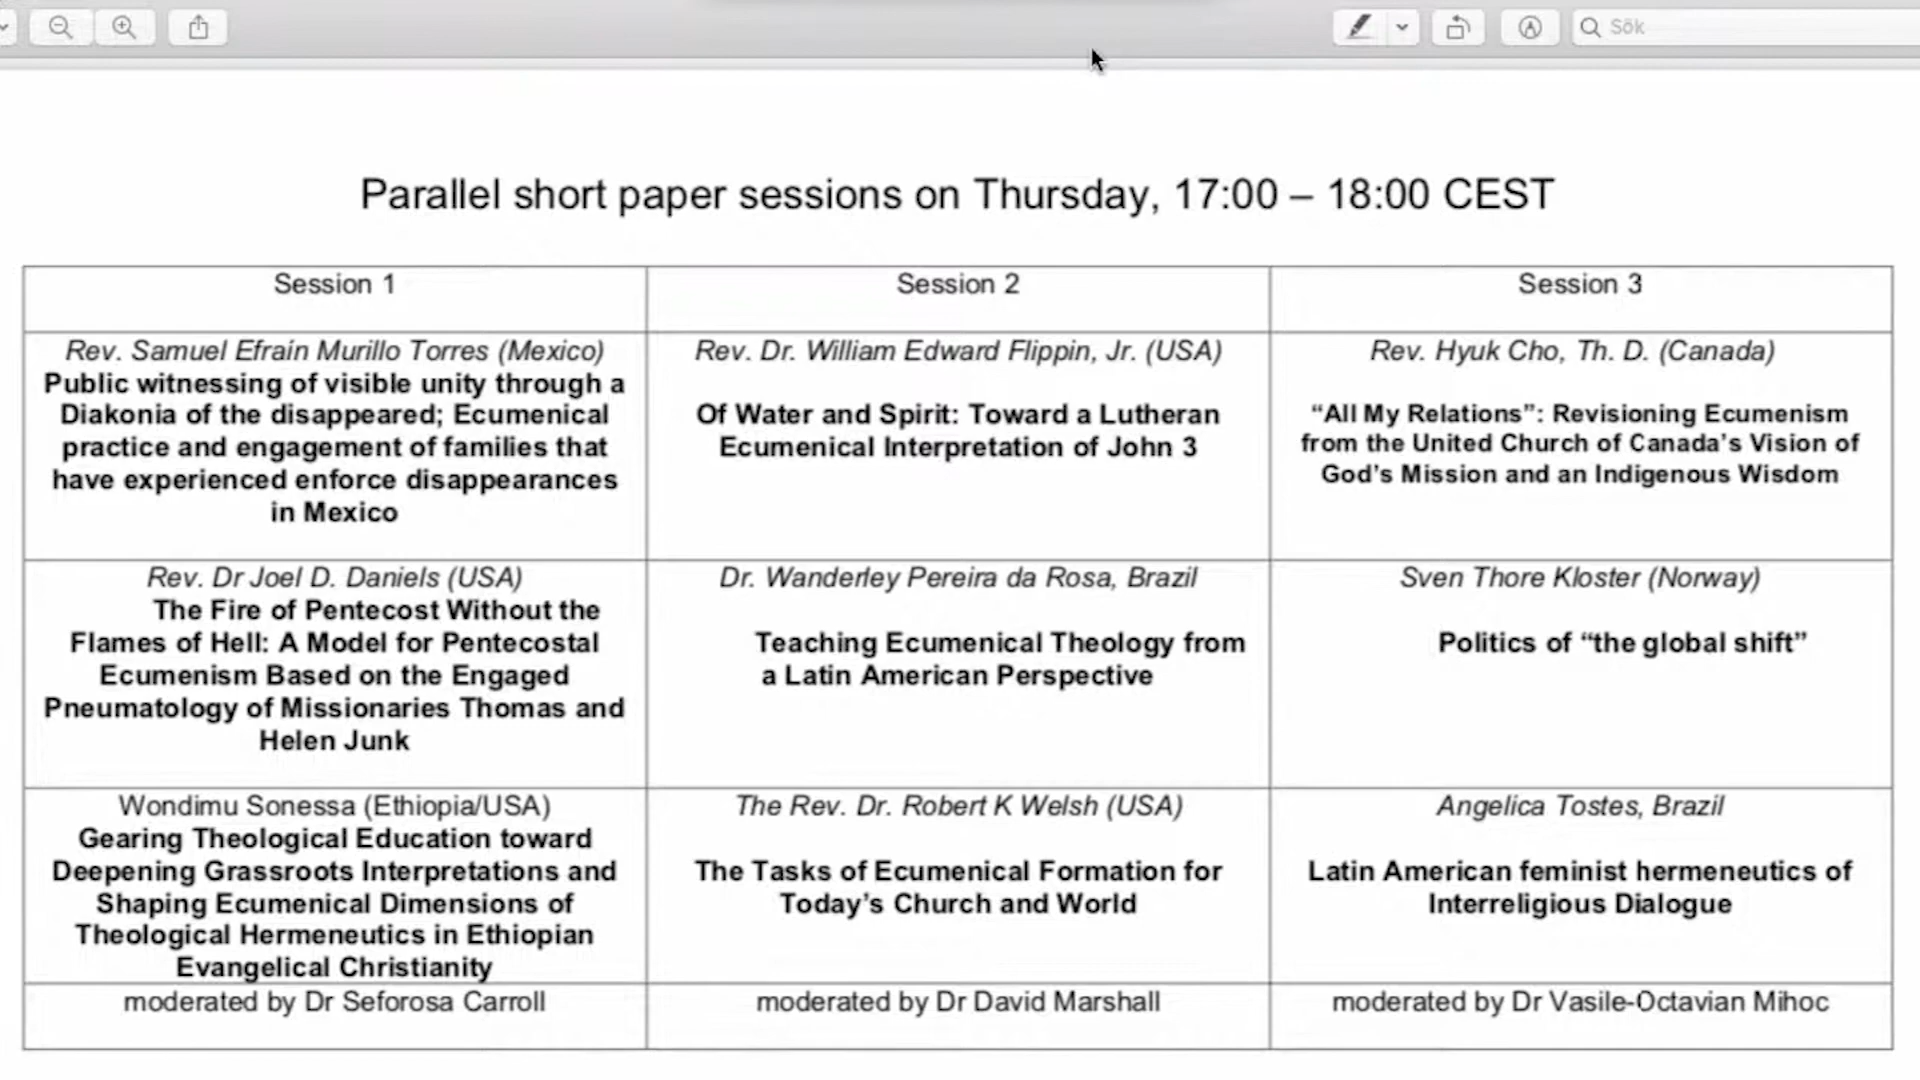 Sök
Parallel short paper sessions on Thursday, 17:00 – 18:00 CEST
Session 1
Session 2
Session 3
Rev. Samuel Efraín Murillo Torres (Mexico)
Public witnessing of visible unity through a
Diakonia of the disappeared; Ecumenical
practice and engagement of families that
have experienced enforce disappearances
in Mexico
Rev. Dr. William Edward Flippin, Jr. (USA)
Of Water and Spirit: Toward a Lutheran
Ecumenical Interpretation of John 3
Rev. Hyuk Cho, Th. D. (Canada)
“All My Relations”: Revisioning Ecumenism
from the United Church of Canada’s Vision of
God’s Mission and an Indigenous Wisdom
Rev. Dr Joel D. Daniels (USA)
The Fire of Pentecost Without the
Flames of Hell: A Model for Pentecostal
Ecumenism Based on the Engaged
Pneumatology of Missionaries Thomas and
Helen Junk
Dr. Wanderley Pereira da Rosa, Brazil
Teaching Ecumenical Theology from
a Latin American Perspective
Sven Thore Kloster (Norway)
Politics of “the global shift”
Wondimu Sonessa (Ethiopia/USA)
Gearing Theological Education toward
Deepening Grassroots Interpretations and
Shaping Ecumenical Dimensions of
Theological Hermeneutics in Ethiopian
Evangelical Christianity
The Rev. Dr. Robert K Welsh (USA)
The Tasks of Ecumenical Formation for
Today’s Church and World
Angelica Tostes, Brazil
Latin American feminist hermeneutics of
Interreligious Dialogue
moderated by Dr Seforosa Carroll
moderated by Dr David Marshall
moderated by Dr Vasile-Octavian Mihoc